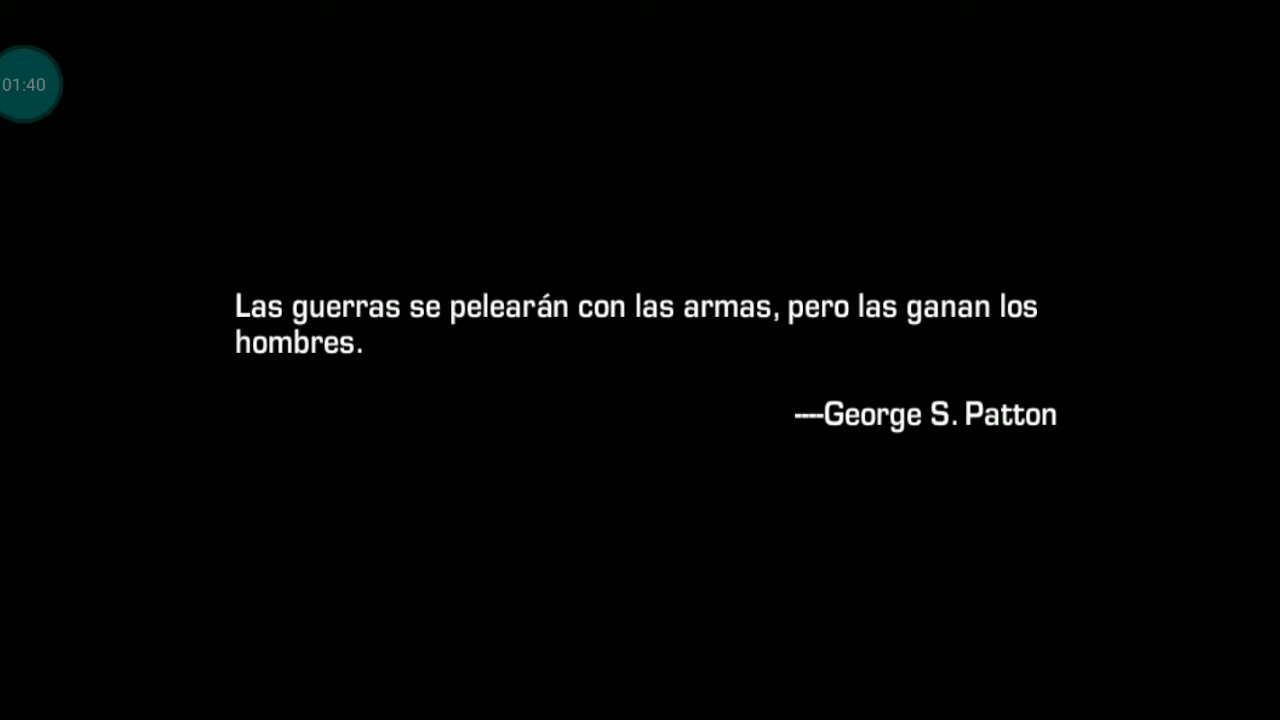 01:40
Las guerras se pelearán con las armas, pero las ganan los
hombres.
----George S. Patton